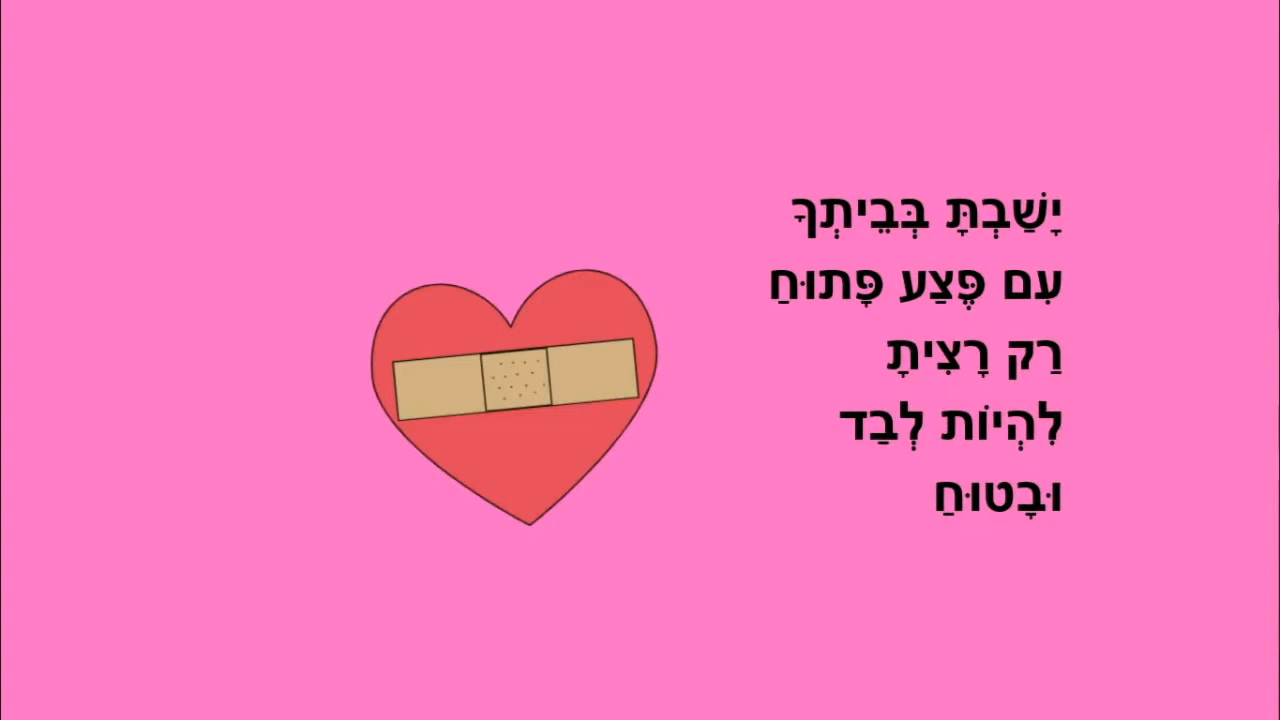 יָשַׁבְתָּ בְּבֵיתְךָ
עִם פֶּצַע פָּתוּחַ
רַק רָצִיתָ
לִהְיוֹת לְבַד
וּבָטוּחַ